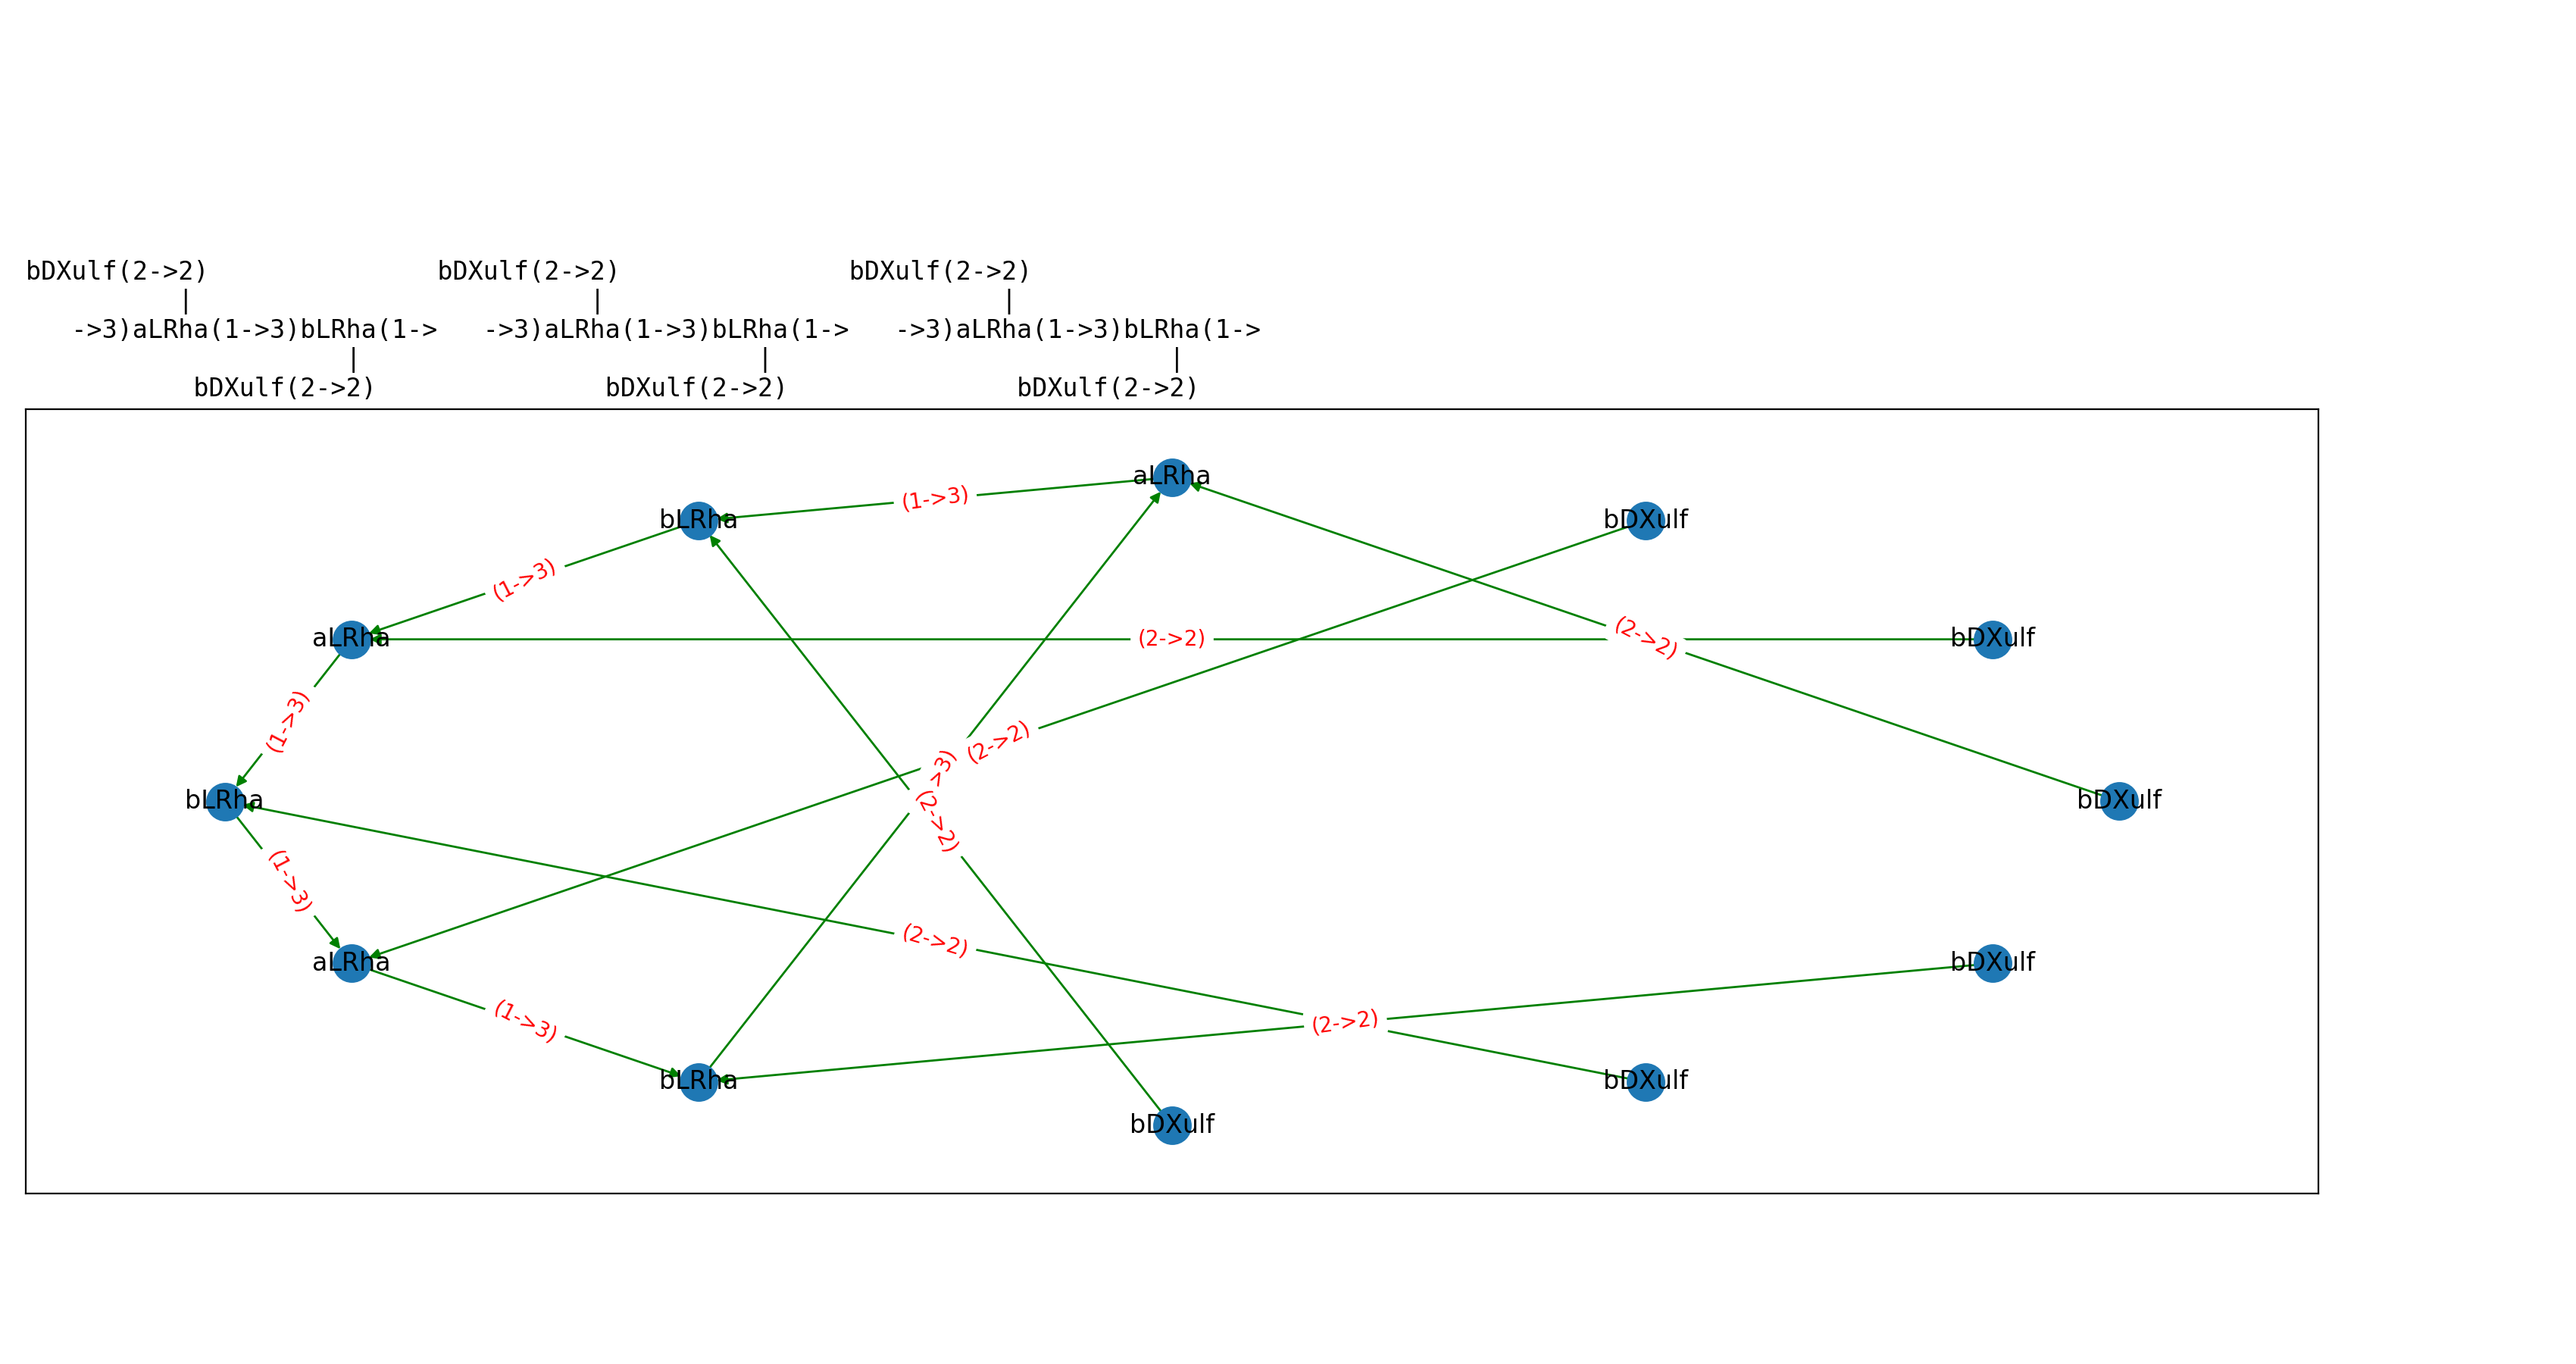 bDXulf(2->2)               bDXulf(2->2)               bDXulf(2->2)
          |                          |                          |
   ->3)aLRha(1->3)bLRha(1->   ->3)aLRha(1->3)bLRha(1->   ->3)aLRha(1->3)bLRha(1->
                     |                          |                          |
           bDXulf(2->2)               bDXulf(2->2)               bDXulf(2->2)
aLRha
(1->3)
bLRha
bDXulf
(1->3)
aLRha
(2->2)
(2->2)
bDXulf
(1->3)
(2->2)
->3)
bLRha
(2->2)
bDXulf
(1->3)
(2->2)
aLRha
bDXulf
(1->3)
(2->2)
bLRha
bDXulf
bDXulf